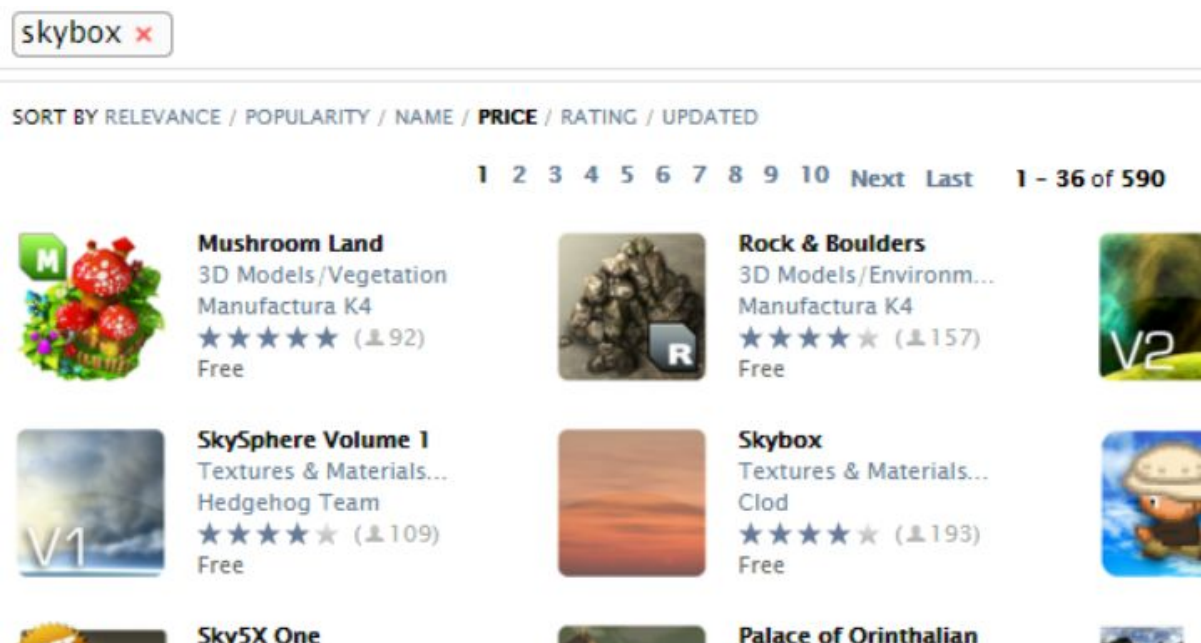 skybox ×
SORT BY RELEVANCE / POPULARITY / NAME / PRICE / RATING / UPDATED
1 2 3 4 5 6 7 8 9 10 Next Last 1 - 36 of 590
M
Mushroom Land
3D Models/Vegetation
Manufactura K4
(92)
Free
R
Rock & Boulders
3D Models/Environm...
Manufactura K4
(157)
Free
V2
V1
SkySphere Volume 1
Textures & Materials...
Hedgehog Team
(109)
Free
Skybox
Textures & Materials...
Clod
(193)
Free
Sky5X One
Palace of Orinthalian